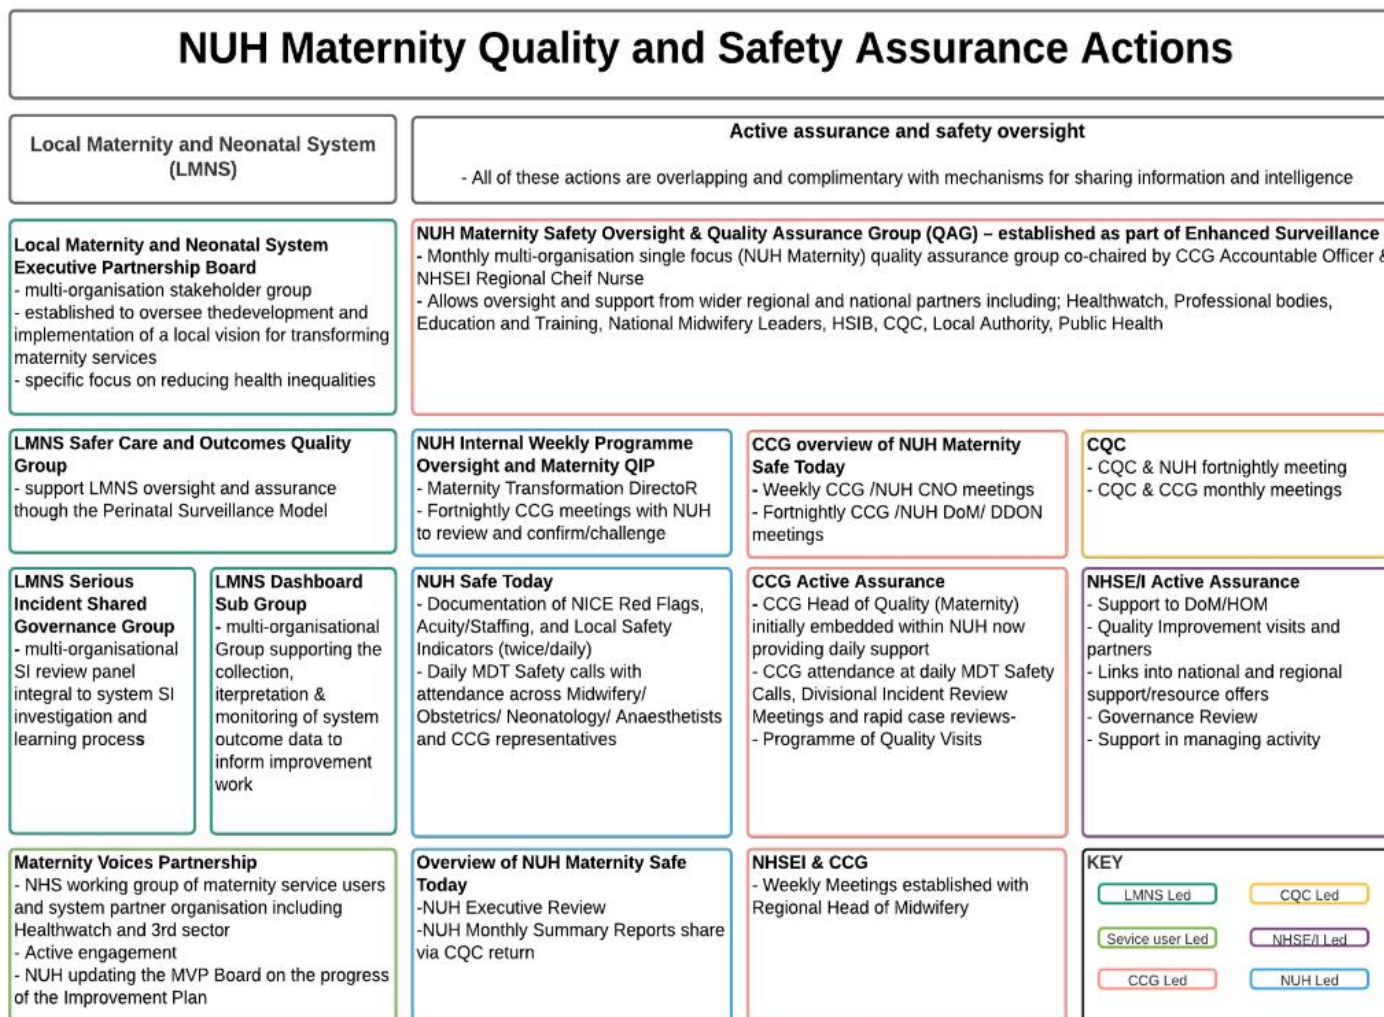 NUH Maternity Quality and Safety Assurance Actions
Local Maternity and Neonatal System
(LMNS)
Active assurance and safety oversight
- All of these actions are overlapping and complimentary with mechanisms for sharing information and intelligence
Local Maternity and Neonatal System
Executive Partnership Board
- multi-organisation stakeholder group
- established to oversee thedevelopment and
implementation of a local vision for transforming
maternity services
- specific focus on reducing health inequalities
NUH Maternity Safety Oversight & Quality Assurance Group (QAG) – established as part of Enhanced Surveillance
- Monthly multi-organisation single focus (NUH Maternity) quality assurance group co-chaired by CCG Accountable Officer &
NHSEI Regional Cheif Nurse
- Allows oversight and support from wider regional and national partners including; Healthwatch, Professional bodies,
Education and Training, National Midwifery Leaders, HSIB, CQC, Local Authority, Public Health
LMNS Safer Care and Outcomes Quality
Group
- support LMNS oversight and assurance
though the Perinatal Surveillance Model
NUH Internal Weekly Programme
Oversight and Maternity QIP
- Maternity Transformation DirectoR
- Fortnightly CCG meetings with NUH
to review and confirm/challenge
CCG overview of NUH Maternity
Safe Today
- Weekly CCG /NUH CNO meetings
- Fortnightly CCG /NUH DoM/ DDON
meetings
CQC
- CQC & NUH fortnightly meeting
- CQC & CCG monthly meetings
LMNS Serious
Incident Shared
Governance Group
- multi-organisational
SI review panel
integral to system SI
investigation and
learning process
LMNS Dashboard
Sub Group
- multi-organisational
Group supporting the
collection,
iterpretation &
monitoring of system
outcome data to
inform improvement
work
NUH Safe Today
- Documentation of NICE Red Flags,
Acuity/Staffing, and Local Safety
Indicators (twice/daily)
- Daily MDT Safety calls with
attendance across Midwifery/
Obstetrics/ Neonatology/ Anaesthetists
and CCG representatives
CCG Active Assurance
- CCG Head of Quality (Maternity)
initially embedded within NUH now
providing daily support
- CCG attendance at daily MDT Safety
Calls, Divisional Incident Review
Meetings and rapid case reviews-
- Programme of Quality Visits
NHSE/I Active Assurance
- Support to DoM/HOM
- Quality Improvement visits and
partners
- Links into national and regional
support/resource offers
- Governance Review
- Support in managing activity
Maternity Voices Partnership
- NHS working group of maternity service users
and system partner organisation including
Healthwatch and 3rd sector
- Active engagement
- NUH updating the MVP Board on the progress
of the Improvement Plan
Overview of NUH Maternity Safe
Today
-NUH Executive Review
-NUH Monthly Summary Reports share
via CQC return
NHSEI & CCG
- Weekly Meetings established with
Regional Head of Midwifery
KEY
LMNS Led
CQC Led
Sevice user Led
NHSE/I Led
CCG Led
NUH Led